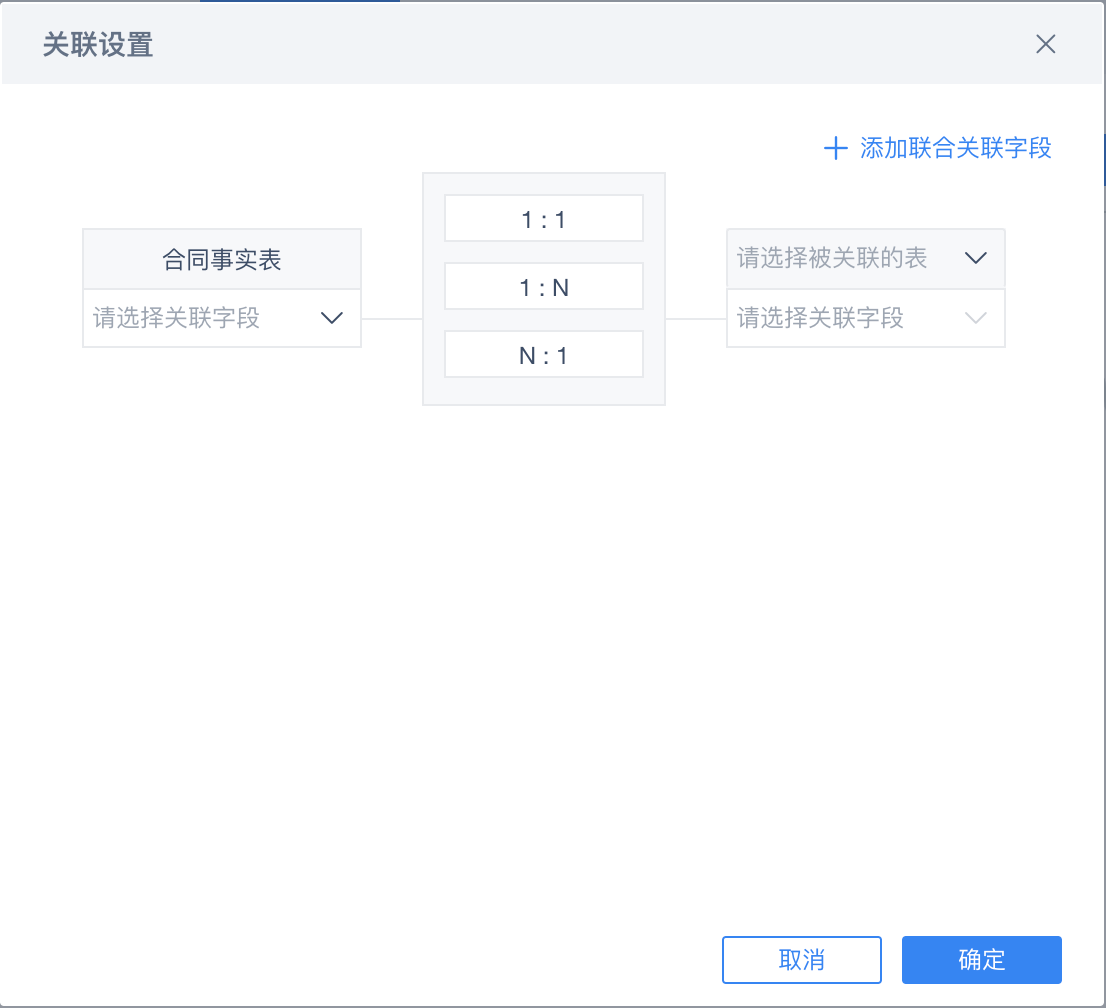 关联设置
添加联合关联字段
合同事实表
请选择关联字段
1 : 1
1 : N
N : 1
请选择被关联的表
请选择关联字段
取消
确定